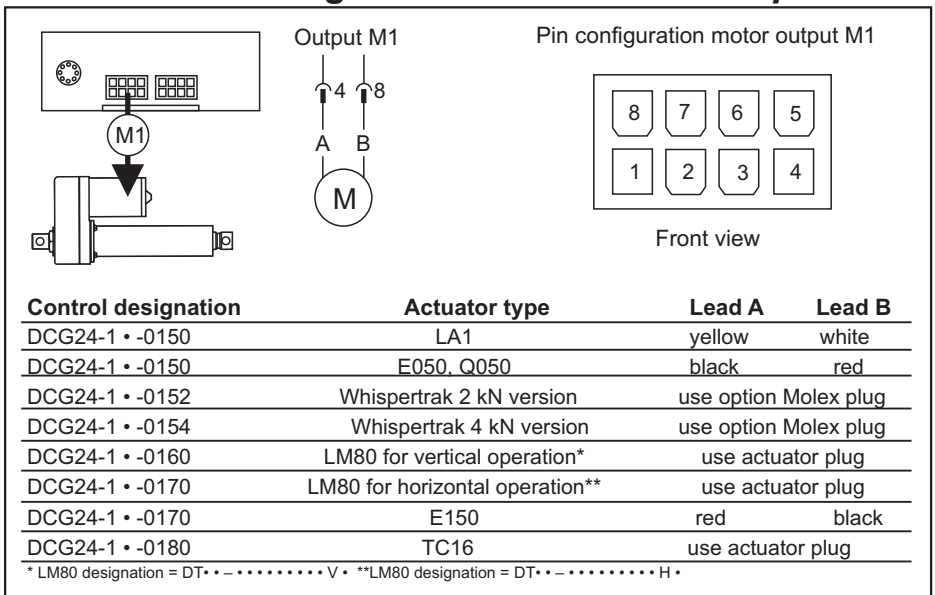 Output M1
Pin configuration motor output M1
4 8
A B
M
M1
8 7 6 5
1 2 3 4
Front view
Control designation Actuator type Lead A Lead B
DCG24-1 • -0150 LA1 yellow white
DCG24-1 • -0150 E050, Q050 black red
DCG24-1 • -0152 Whispertrak 2 kN version use option Molex plug
DCG24-1 • -0154 Whispertrak 4 kN version use option Molex plug
DCG24-1 • -0160 LM80 for vertical operation* use actuator plug
DCG24-1 • -0170 LM80 for horizontal operation** use actuator plug
DCG24-1 • -0170 E150 red black
DCG24-1 • -0180 TC16 use actuator plug
* LM80 designation = DT• • – • • • • • • • • • V • **LM80 designation = DT• • – • • • • • • • • • H •